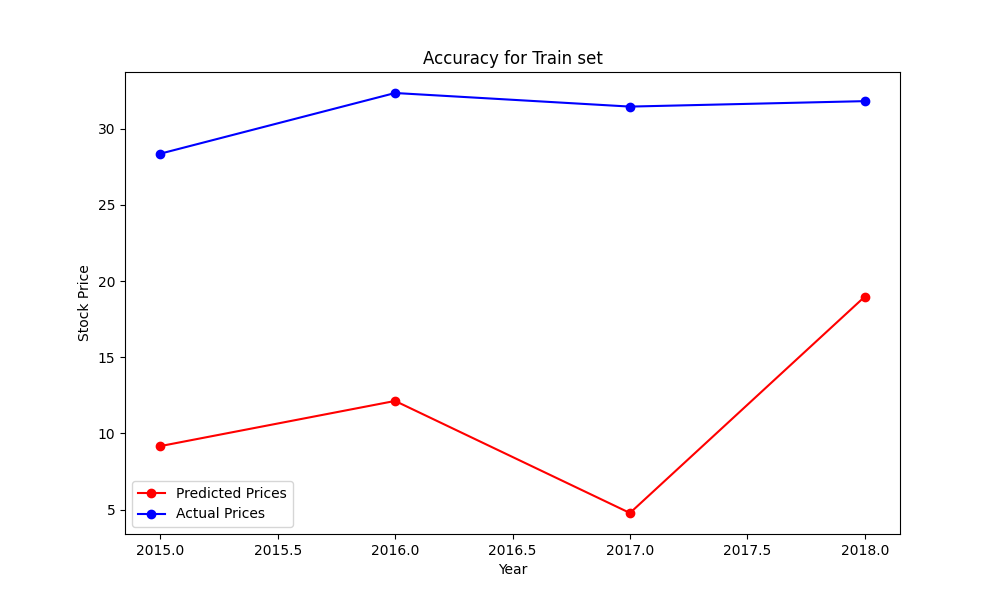 Accuracy for Train set
Stock Price
30
25
20
15
10
5
Predicted Prices
Actual Prices
2015.0 2015.5 2016.0 2016.5 2017.0 2017.5 2018.0
Year